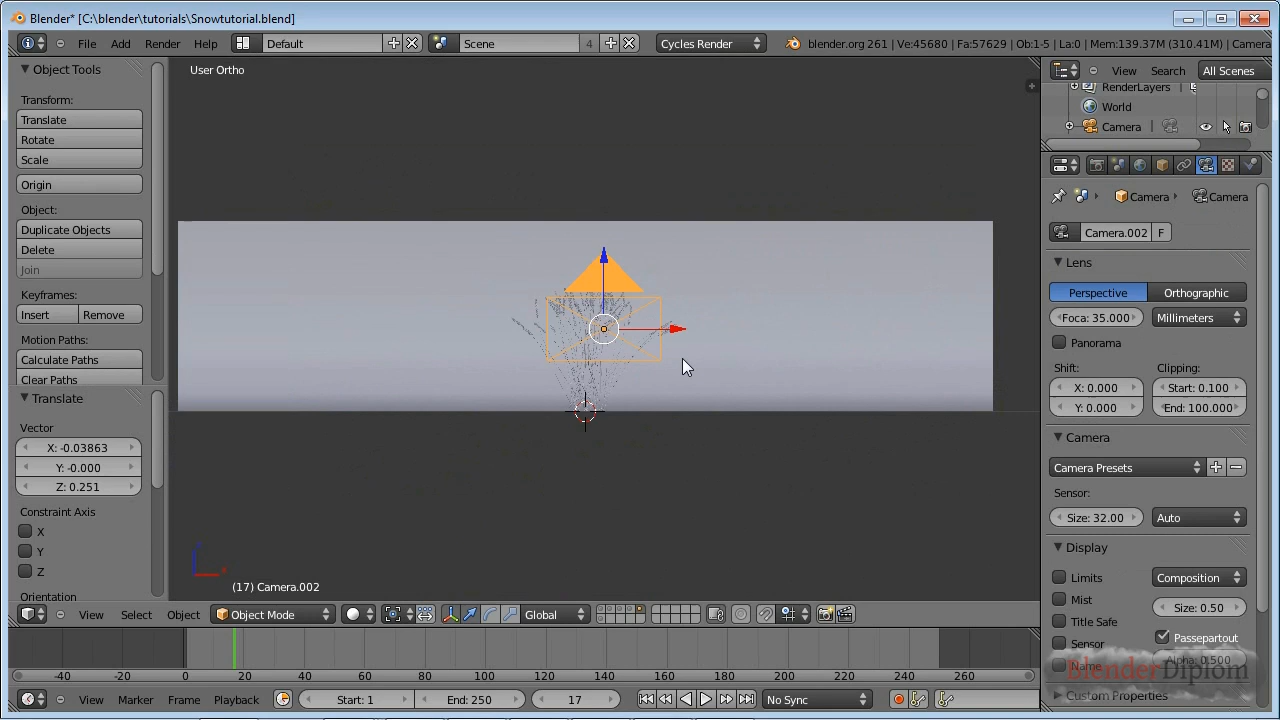 Blender* [C:\blender\tutorials\Snowtutorial.blend]
File Add Render Help Default Scene 4 Cycles Render blender.org 261 | Ve:45680 | Fa:57629 | Ob:1-5 | La:0 | Mem:139.37M (310.41M) | Camera
Object Tools
Transform:
Translate
Rotate
Scale
Origin
Object:
Duplicate Objects
Delete
Join
Keyframes:
Insert Remove
Motion Paths:
Calculate Paths
Clear Paths
Translate
Vector
X: -0.03863
Y: -0.000
Z: 0.251
Constraint Axis
X
Y
Z
Orientation
User Ortho
(17) Camera.002
View Select Object Object Mode Global
-40 -20 0 20 40 60 80 100 120 140 160 180 200 220 240 260
View Marker Frame Playback Start: 1 End: 250 17 No Sync
View Search All Scenes
RenderLayers |
World
Camera |
Camera Camera
Camera.002 F
Lens
Perspective Orthographic
Foca: 35.000 Millimeters
Panorama
Shift: Clipping:
X: 0.000 Start: 0.100
Y: 0.000 End: 100.000
Camera
Camera Presets
Sensor:
Size: 32.00 Auto
Display
Limits Composition
Mist Size: 0.50
Title Safe
Sensor Passepartout
Name Alpha: 0.500
BlenderDiplom
Custom Properties